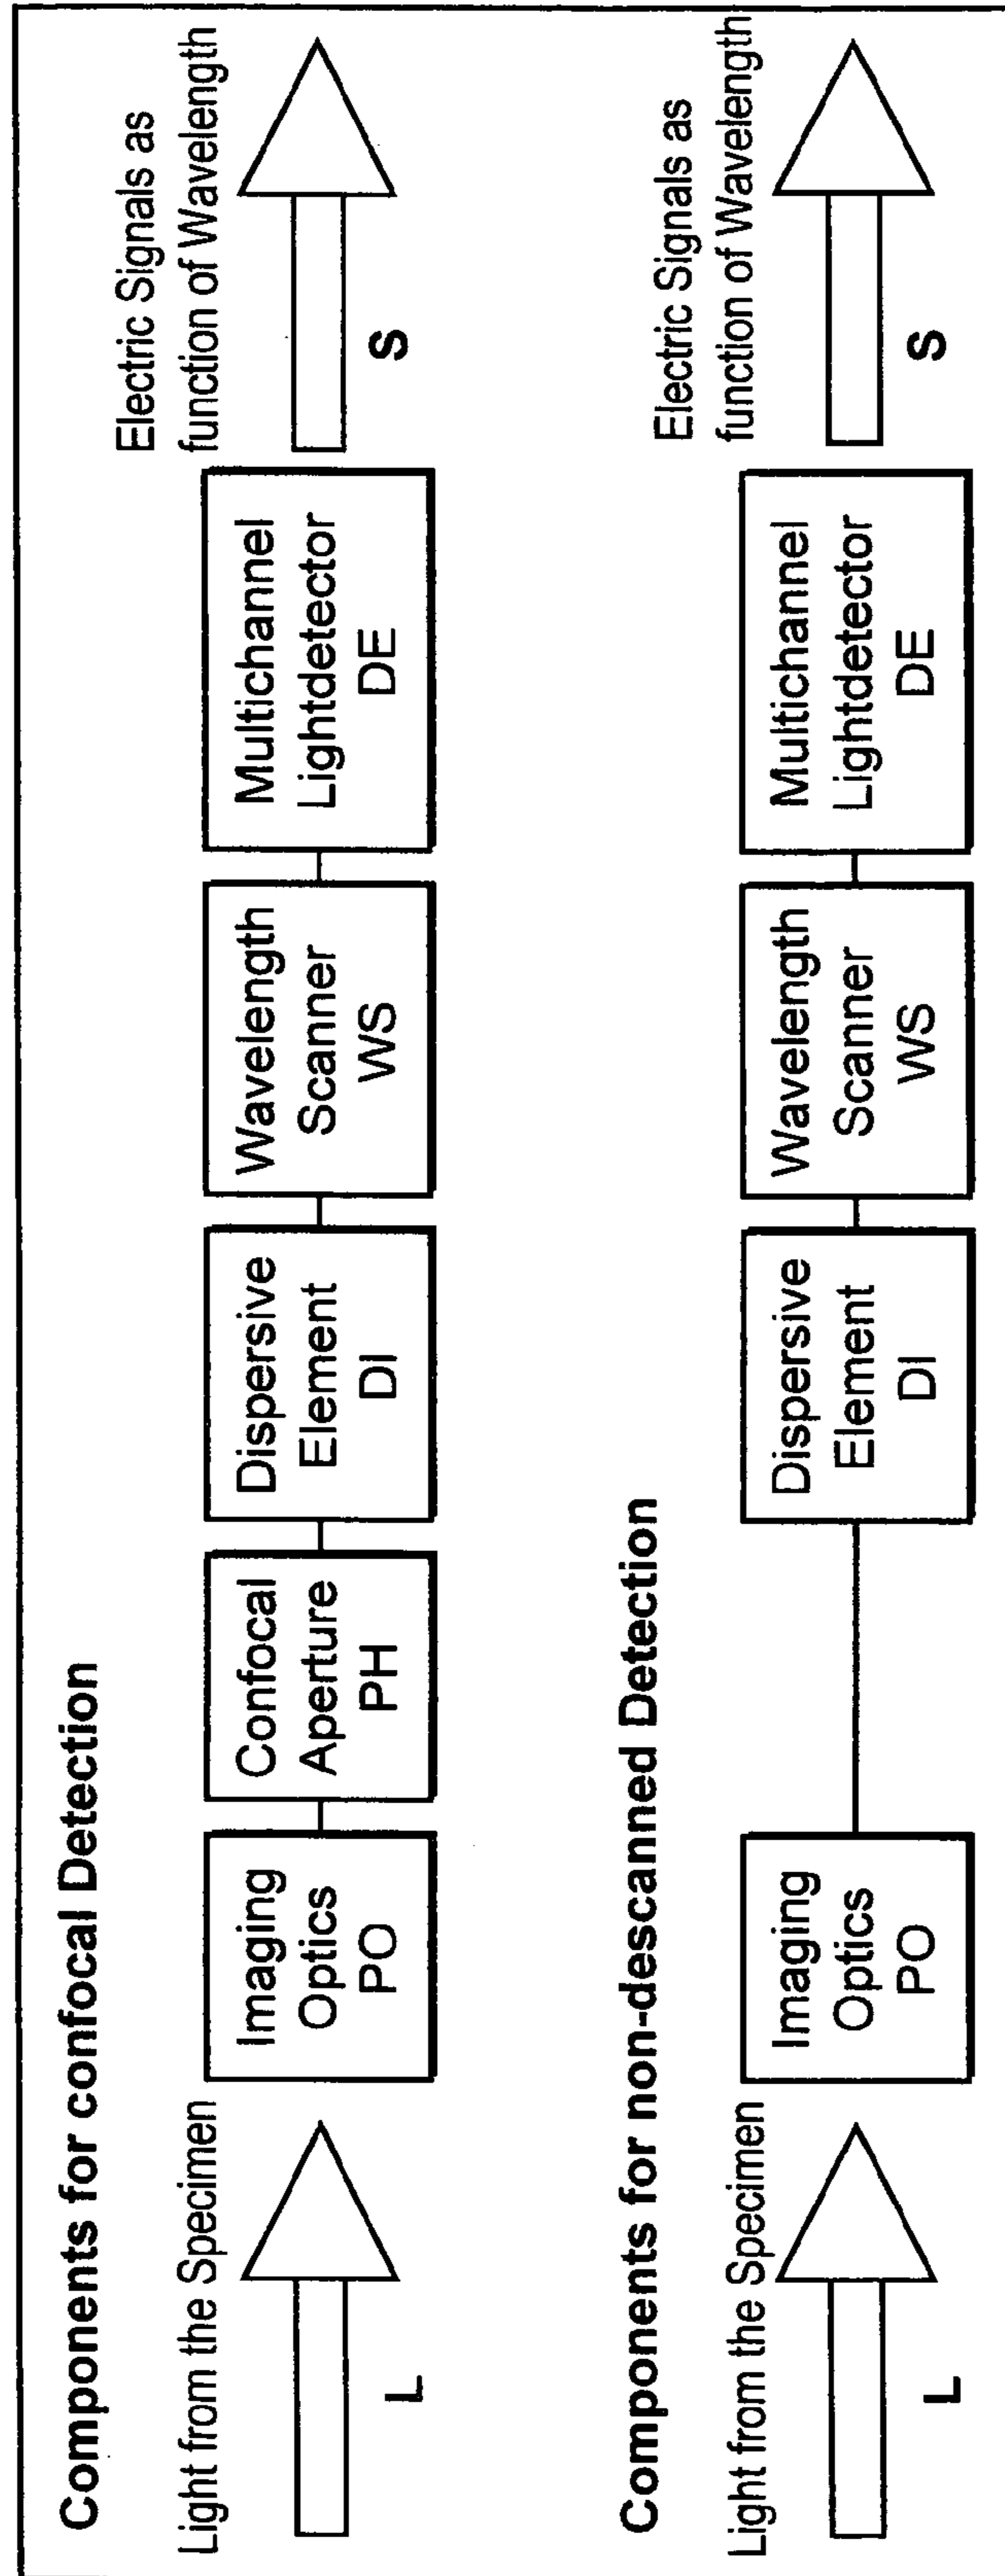 Components for confocal Detection
Light from the Specimen
L
Imaging
Optics
PO
Confocal
Aperture
PH
Dispersive
Element
DI
Wavelength
Scanner
WS
Multichannel
Lightdetector
DE
Electric Signals as
function of Wavelength
S
Components for non-descanned Detection
Light from the Specimen
L
Imaging
Optics
PO
Dispersive
Element
DI
Wavelength
Scanner
WS
Multichannel
Lightdetector
DE
Electric Signals as
function of Wavelength
S